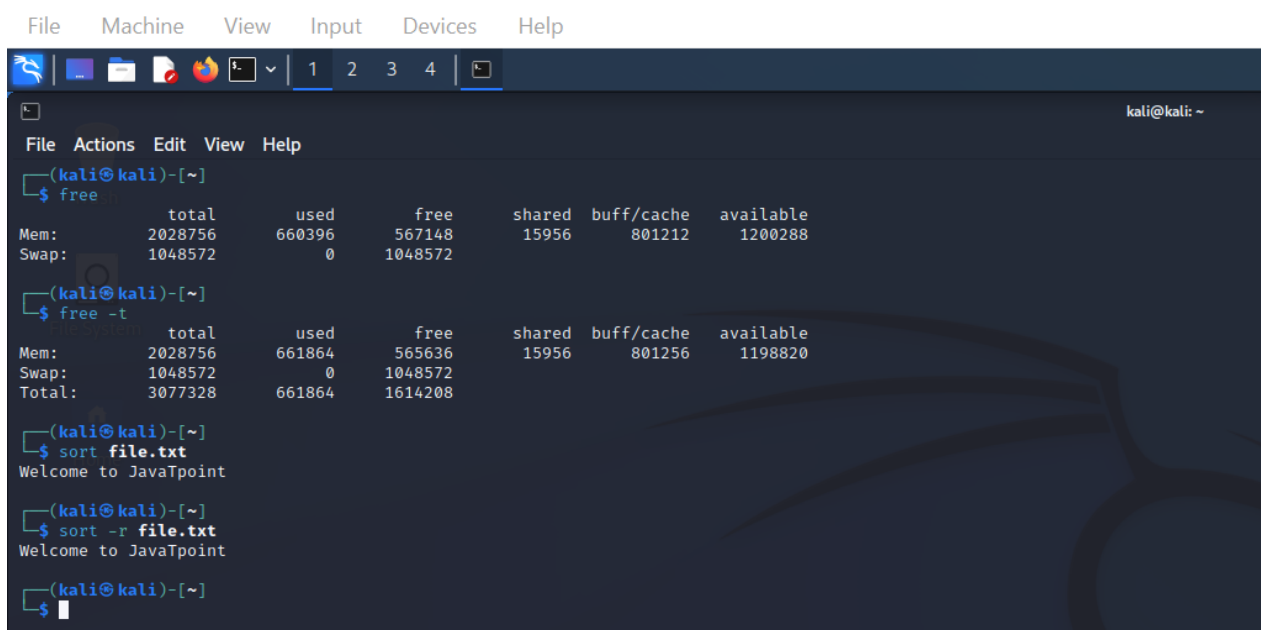 File Machine View Input Devices Help
1 2 3 4
kali@kali: ~
File Actions Edit View Help
┌──(kali㉿kali)-[~]
└─$ free
total used free shared buff/cache available
Mem: 2028756 660396 567148 15956 801212 1200288
Swap: 1048572 0 1048572
┌──(kali㉿kali)-[~]
└─$ free -t
File System
total used free shared buff/cache available
Mem: 2028756 661864 565636 15956 801256 1198820
Swap: 1048572 0 1048572
Total: 3077328 661864 1614208
┌──(kali㉿kali)-[~]
└─$ sort file.txt
Welcome to JavaTpoint
┌──(kali㉿kali)-[~]
└─$ sort -r file.txt
Welcome to JavaTpoint
┌──(kali㉿kali)-[~]
└─$